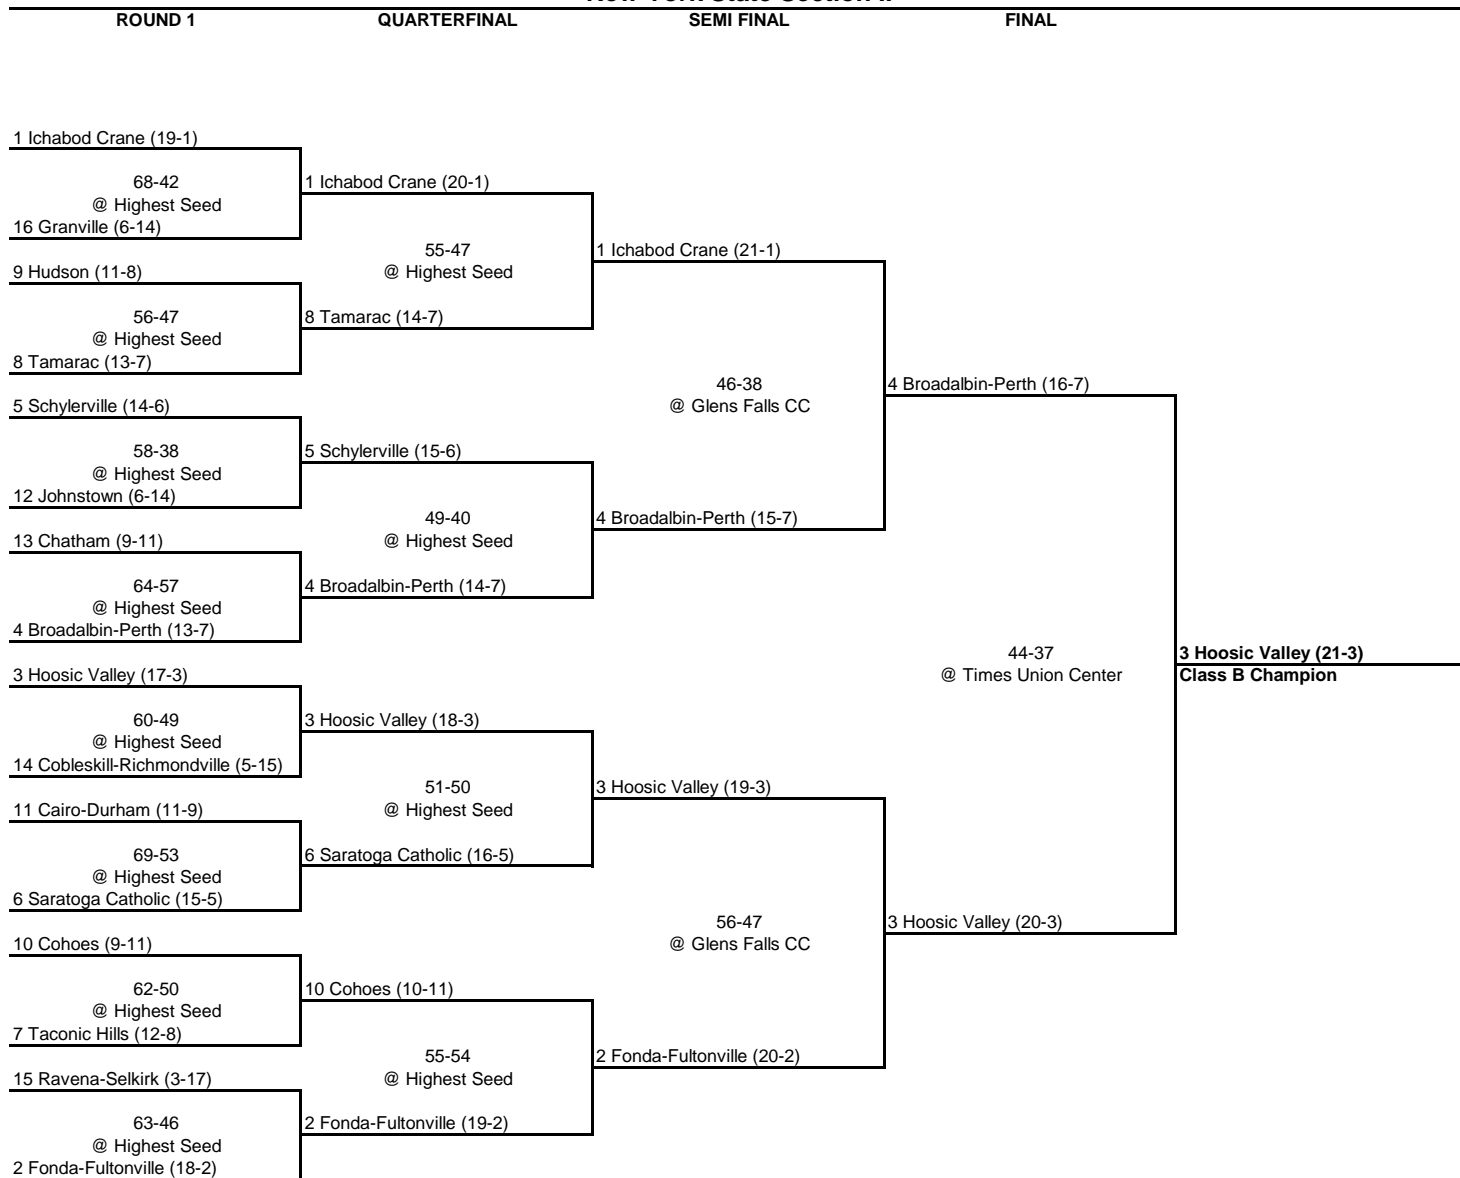 ROUND 1 QUARTERFINAL SEMI FINAL FINAL
1 Ichabod Crane (19-1)
68-42
@ Highest Seed
16 Granville (6-14)
9 Hudson (11-8)
56-47
@ Highest Seed
8 Tamarac (13-7)
5 Schylerville (14-6)
58-38
@ Highest Seed
12 Johnstown (6-14)
13 Chatham (9-11)
64-57
@ Highest Seed
4 Broadalbin-Perth (13-7)
3 Hoosic Valley (17-3)
60-49
@ Highest Seed
14 Cobleskill-Richmondville (5-15)
11 Cairo-Durham (11-9)
69-53
@ Highest Seed
6 Saratoga Catholic (15-5)
10 Cohoes (9-11)
62-50
@ Highest Seed
7 Taconic Hills (12-8)
15 Ravena-Selkirk (3-17)
63-46
@ Highest Seed
2 Fonda-Fultonville (18-2)
1 Ichabod Crane (20-1)
55-47
@ Highest Seed
8 Tamarac (14-7)
5 Schylerville (15-6)
49-40
@ Highest Seed
4 Broadalbin-Perth (14-7)
3 Hoosic Valley (18-3)
51-50
@ Highest Seed
6 Saratoga Catholic (16-5)
10 Cohoes (10-11)
55-54
@ Highest Seed
2 Fonda-Fultonville (19-2)
1 Ichabod Crane (21-1)
46-38
@ Glens Falls CC
4 Broadalbin-Perth (15-7)
3 Hoosic Valley (19-3)
56-47
@ Glens Falls CC
2 Fonda-Fultonville (20-2)
4 Broadalbin-Perth (16-7)
44-37
@ Times Union Center
3 Hoosic Valley (20-3)
3 Hoosic Valley (21-3)
Class B Champion